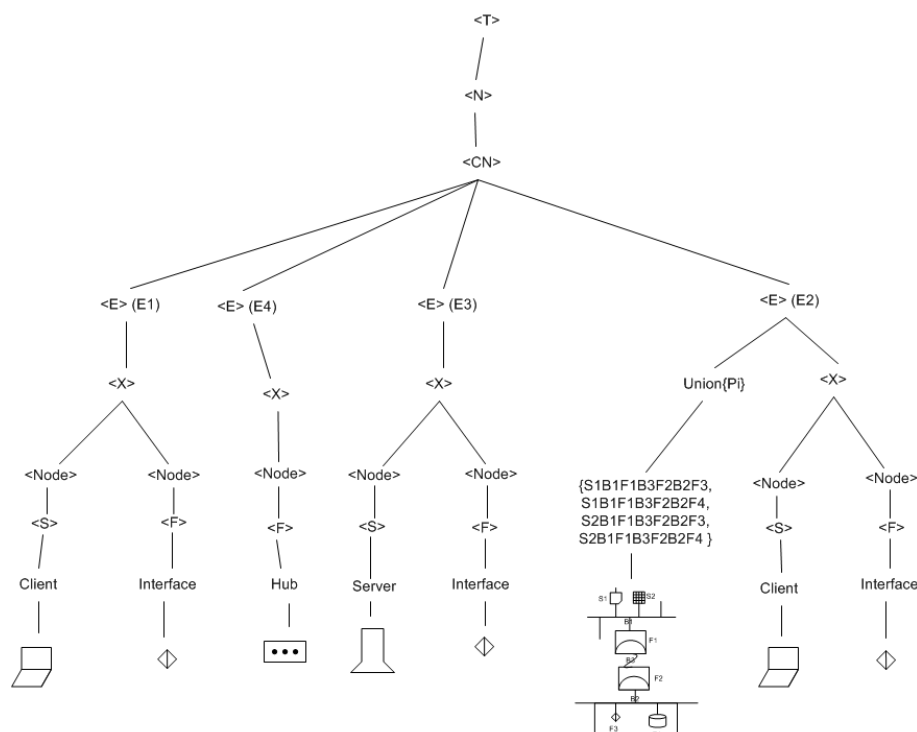 <T>
<N>
<CN>
<E> (E1)
<E> (E4)
<E> (E3)
<E> (E2)
<X>
<X>
<X>
Union{Pi}
<X>
<Node>
<Node>
<Node>
<Node>
<Node>
{S1B1F1B3F2B2F3,
S1B1F1B3F2B2F4,
S2B1F1B3F2B2F3,
S2B1F1B3F2B2F4 }
<Node>
<Node>
<S>
<F>
<F>
<S>
<F>
<S>
<F>
Client
Interface
Hub
Server
Interface
Client
Interface
S1
S2
B1
F1
B3
F2
B2
F3